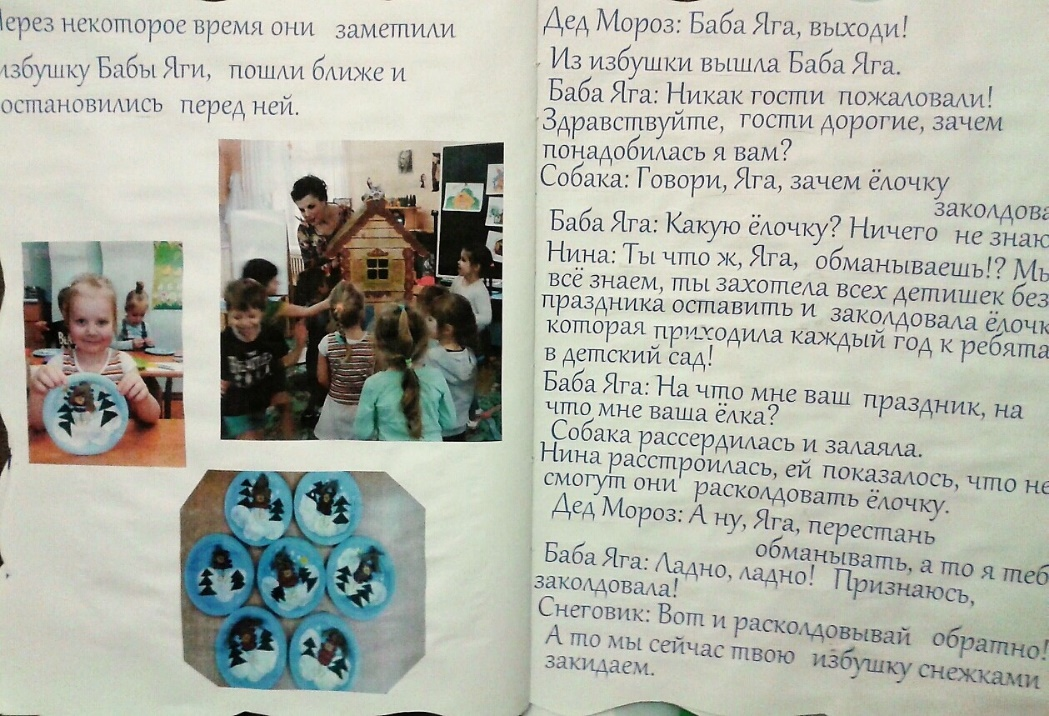 Через некоторое время они заметили
избушку Бабы Яги, пошли ближе и
остановились перед ней.
Дед Мороз: Баба Яга, выходи!
Из избушки вышла Баба Яга.
Баба Яга: Никак гости пожаловали!
Здравствуйте, гости дорогие, зачем
понадобилась я вам?
Собака: Говори, Яга, зачем ёлочку
заколдова
Баба Яга: Какую ёлочку? Ничего не знаю
Нина: Ты что ж, Яга, обманываешь!? Мы
всё знаем, ты захотела всех детишек без
праздника оставить и заколдовала ёлочк
которая приходила каждый год к ребята
в детский сад!
Баба Яга: На что мне ваш праздник, на
что мне ваша ёлка?
Собака рассердилась и залаяла.
Нина расстроилась, ей показалось, что не
смогут они расколдовать ёлочку.
Дед Мороз: А ну, Яга, перестань
обманывать, а то я теб
Баба Яга: Ладно, ладно! Признаюсь,
заколдовала!
Снеговик: Вот и расколдовывай обратно!
А то мы сейчас твою избушку снежками
закидаем.